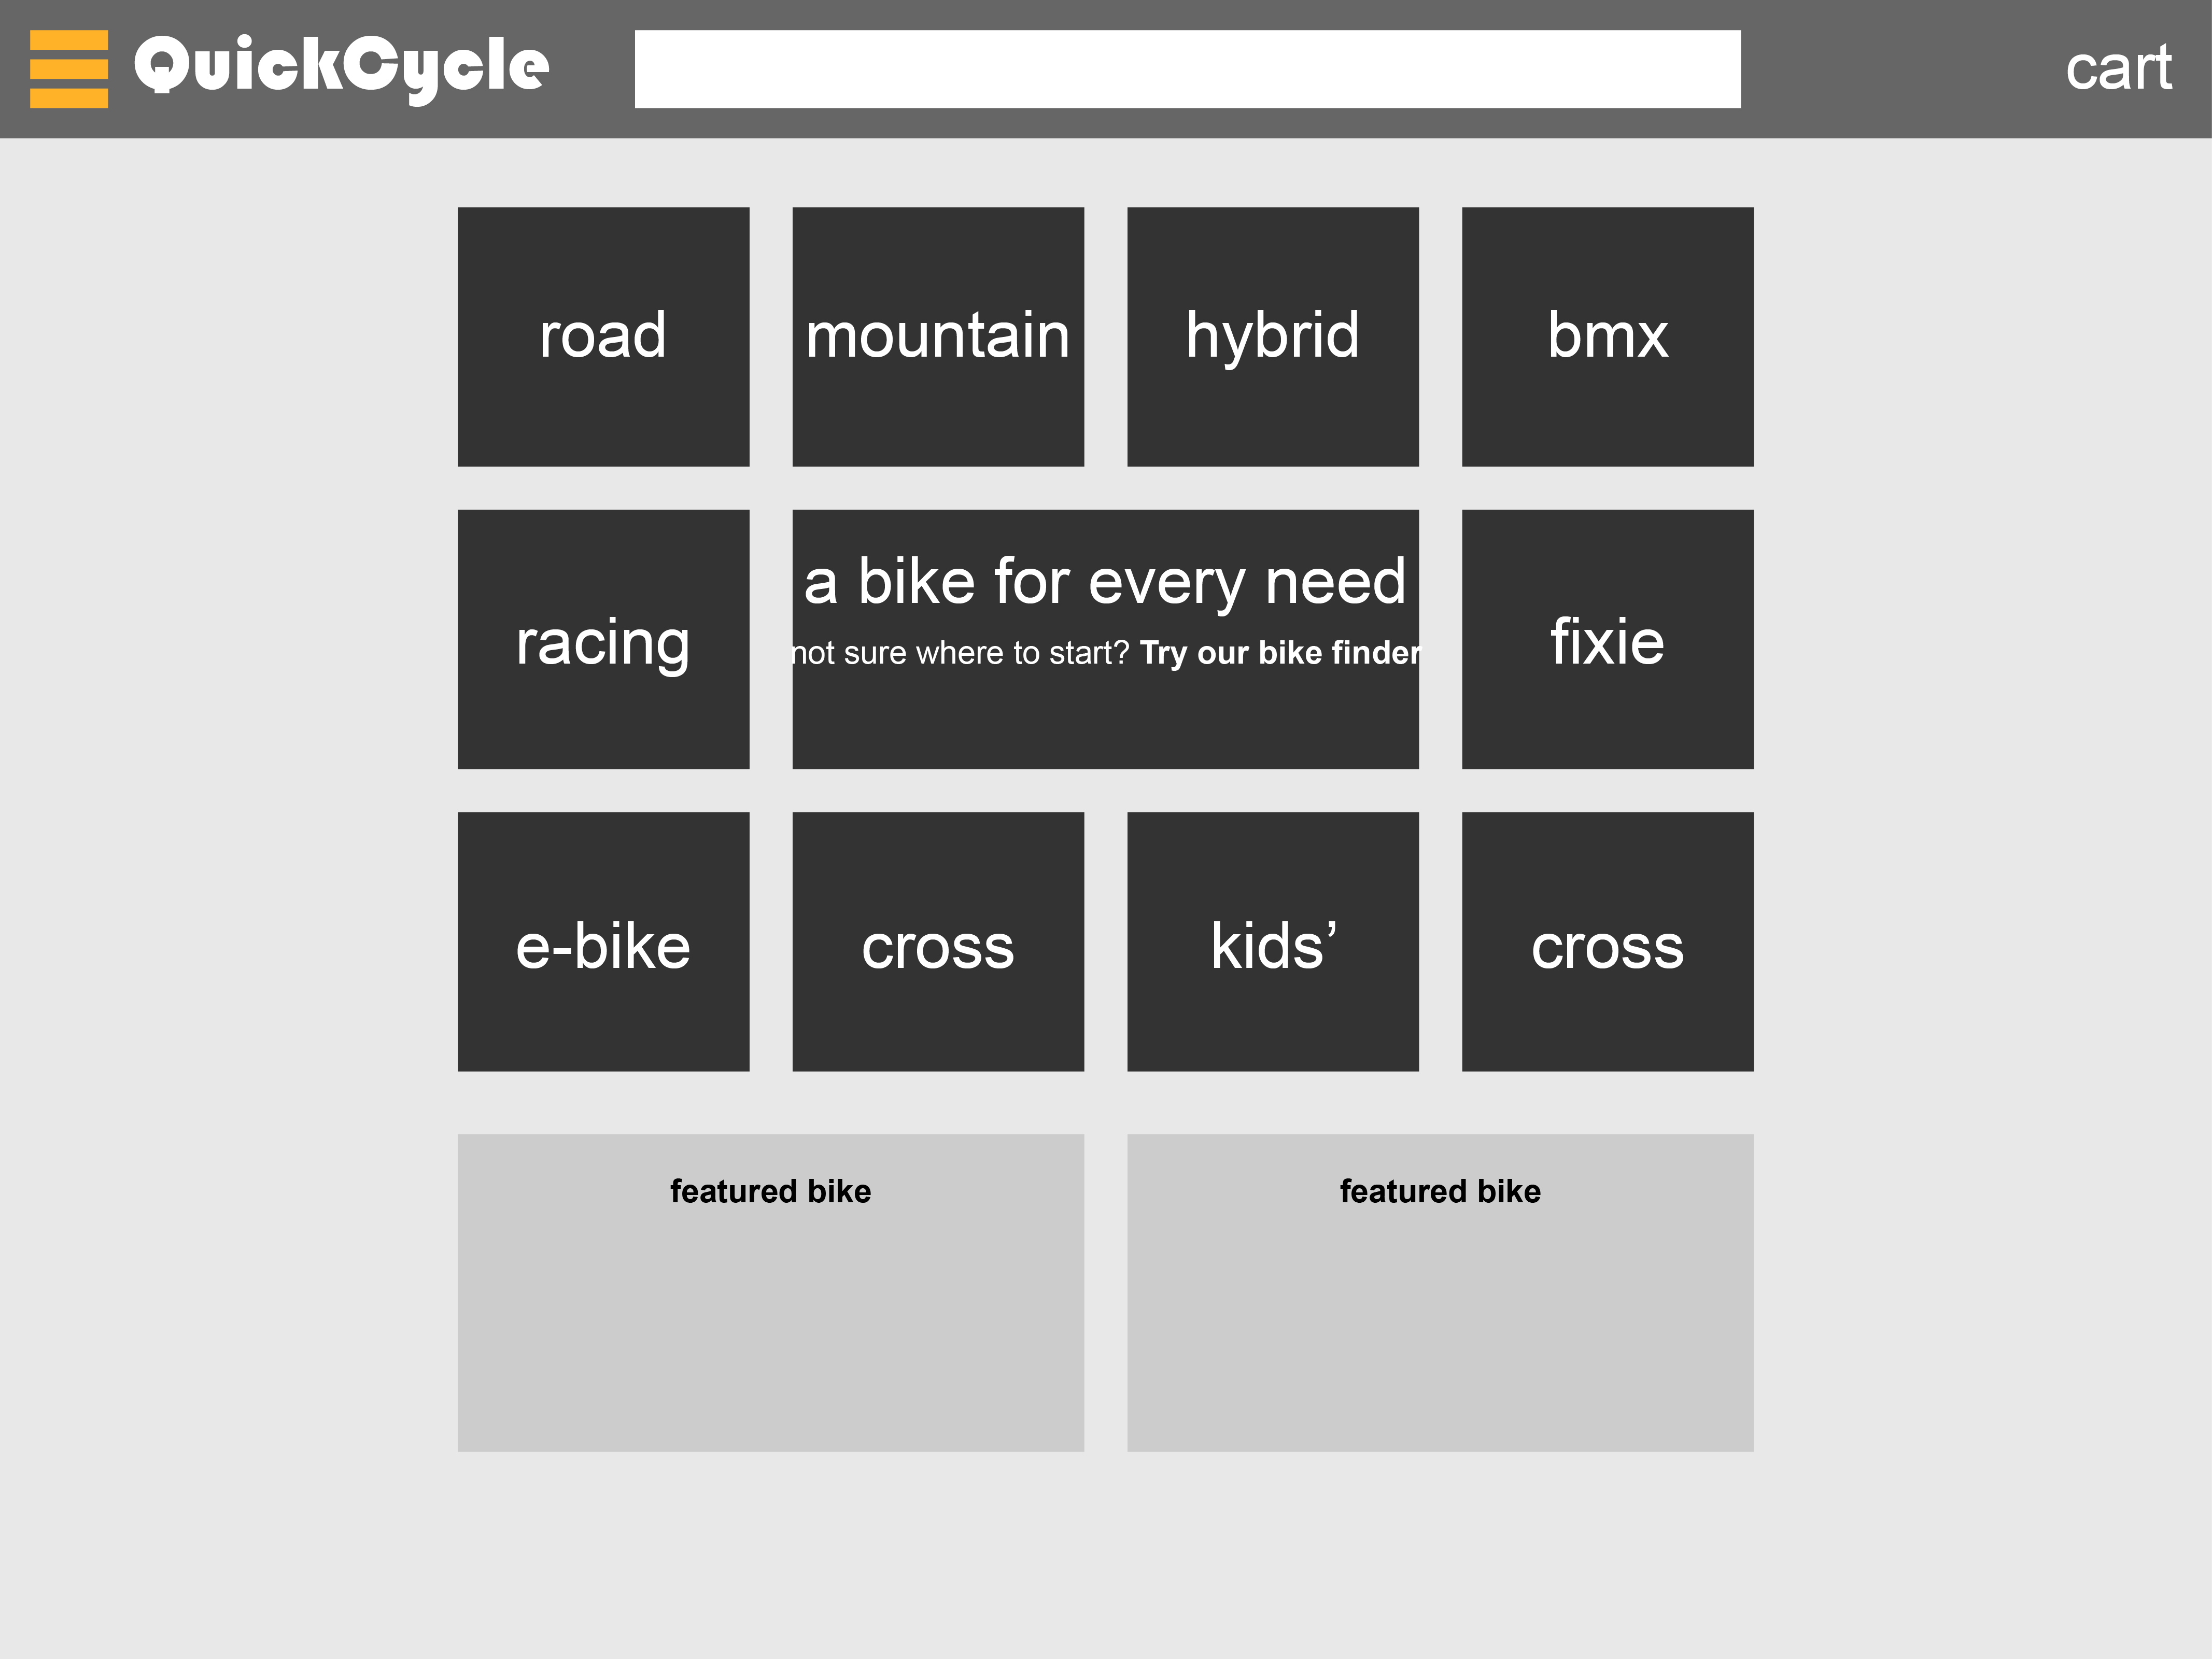 QuickCycle
cart
road
mountain
hybrid
bmx
racing
a bike for every need
not sure where to start? Try our bike finder
fixie
e-bike
cross
kids’
cross
featured bike
featured bike